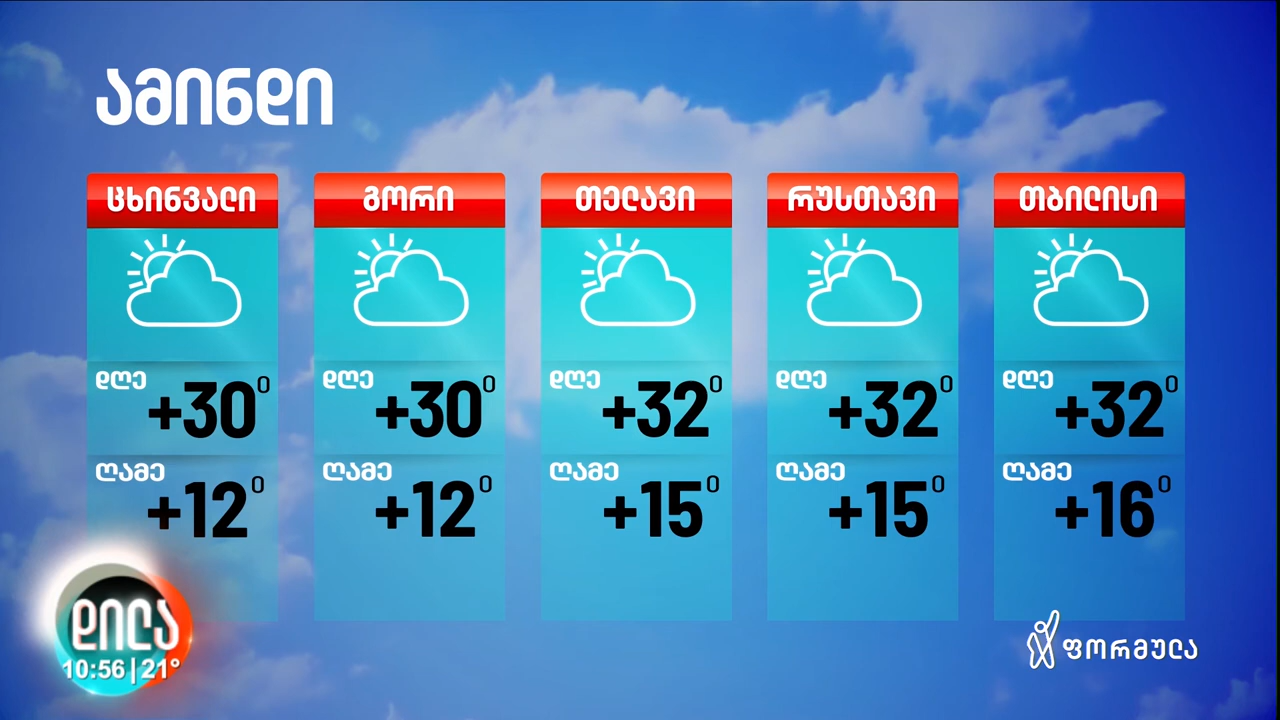 ამინდი
ცხინვალი
დღე
+30°
ღამე
+12°
გორი
დღე
+30°
ღამე
+12°
თელავი
დღე
+32°
ღამე
+15°
რუსთავი
დღე
+32°
ღამე
+15°
თბილისი
დღე
+32°
ღამე
+16°
დილა
10:56 | 21°
ფორმულა